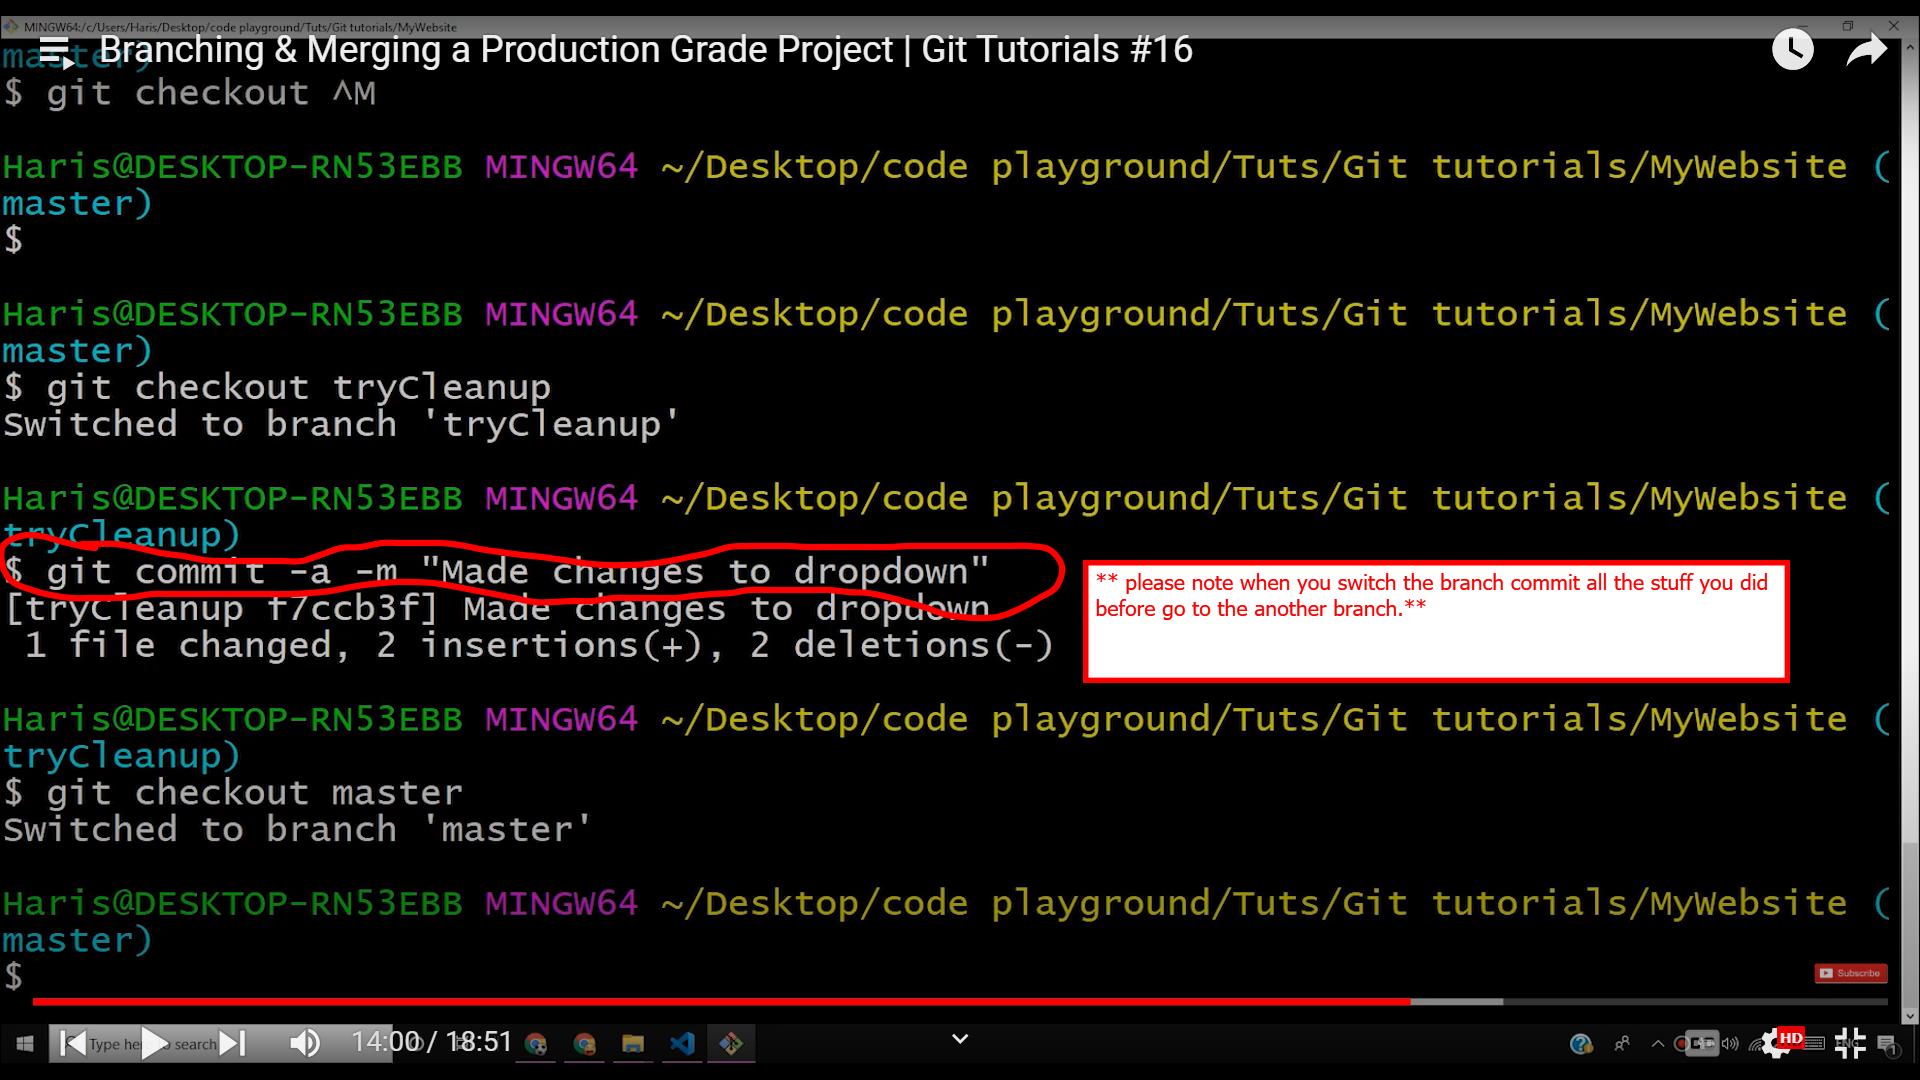 MINGW64:/c/Users/Haris/Desktop/code playground/Tuts/Git tutorials/MyWebsite
Branching & Merging a Production Grade Project | Git Tutorials #16
master)
$ git checkout ^M
Haris@DESKTOP-RN53EBB MINGW64 ~/Desktop/code playground/Tuts/Git tutorials/MyWebsite (
master)
$
Haris@DESKTOP-RN53EBB MINGW64 ~/Desktop/code playground/Tuts/Git tutorials/MyWebsite (
master)
$ git checkout tryCleanup
Switched to branch 'tryCleanup'
Haris@DESKTOP-RN53EBB MINGW64 ~/Desktop/code playground/Tuts/Git tutorials/MyWebsite (
tryCleanup)
$ git commit -a -m "Made changes to dropdown"
[tryCleanup f7ccb3f] Made changes to dropdown
1 file changed, 2 insertions(+), 2 deletions(-)
** please note when you switch the branch commit all the stuff you did
before go to the another branch.**
Haris@DESKTOP-RN53EBB MINGW64 ~/Desktop/code playground/Tuts/Git tutorials/MyWebsite (
tryCleanup)
$ git checkout master
Switched to branch 'master'
Haris@DESKTOP-RN53EBB MINGW64 ~/Desktop/code playground/Tuts/Git tutorials/MyWebsite (
master)
$
Subscribe
Type here search
14:00 / 18:51
HD
ENG
1